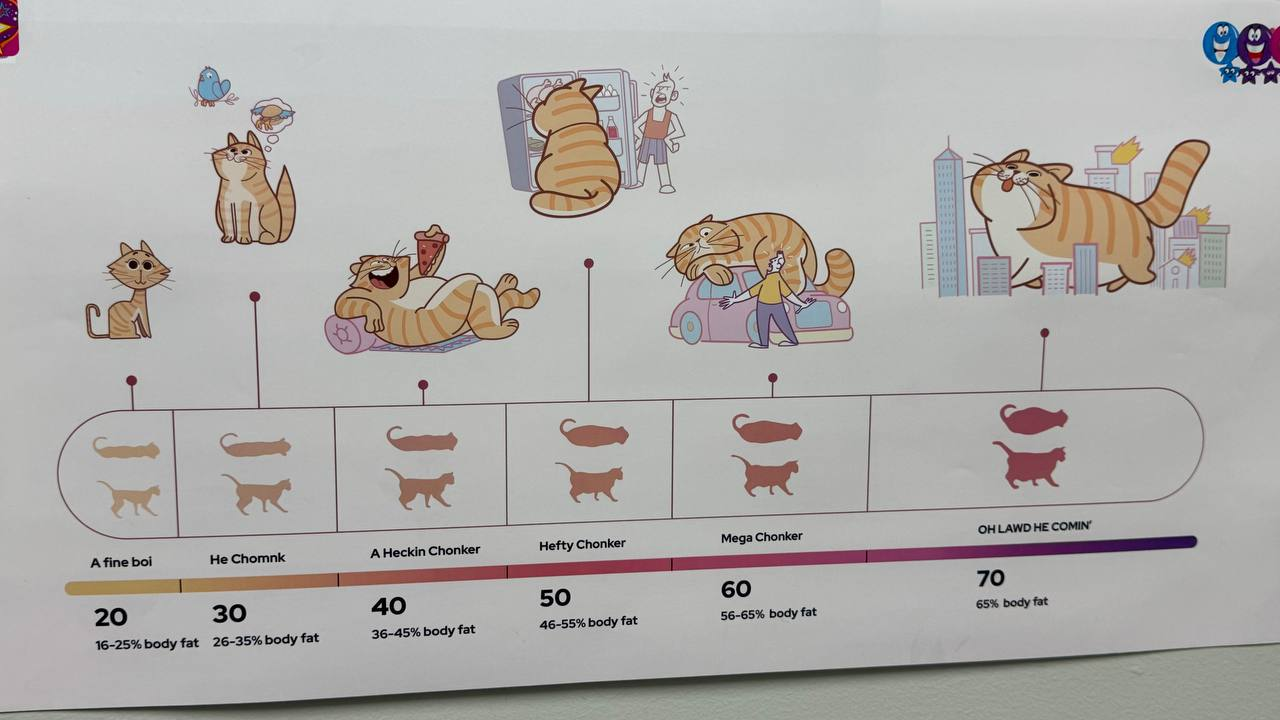 A fine boi
He Chomnk
A Heckin Chonker
Hefty Chonker
Mega Chonker
OH LAWD HE COMIN'
20
30
40
50
60
70
16-25% body fat
26-35% body fat
36-45% body fat
46-55% body fat
56-65% body fat
65% body fat